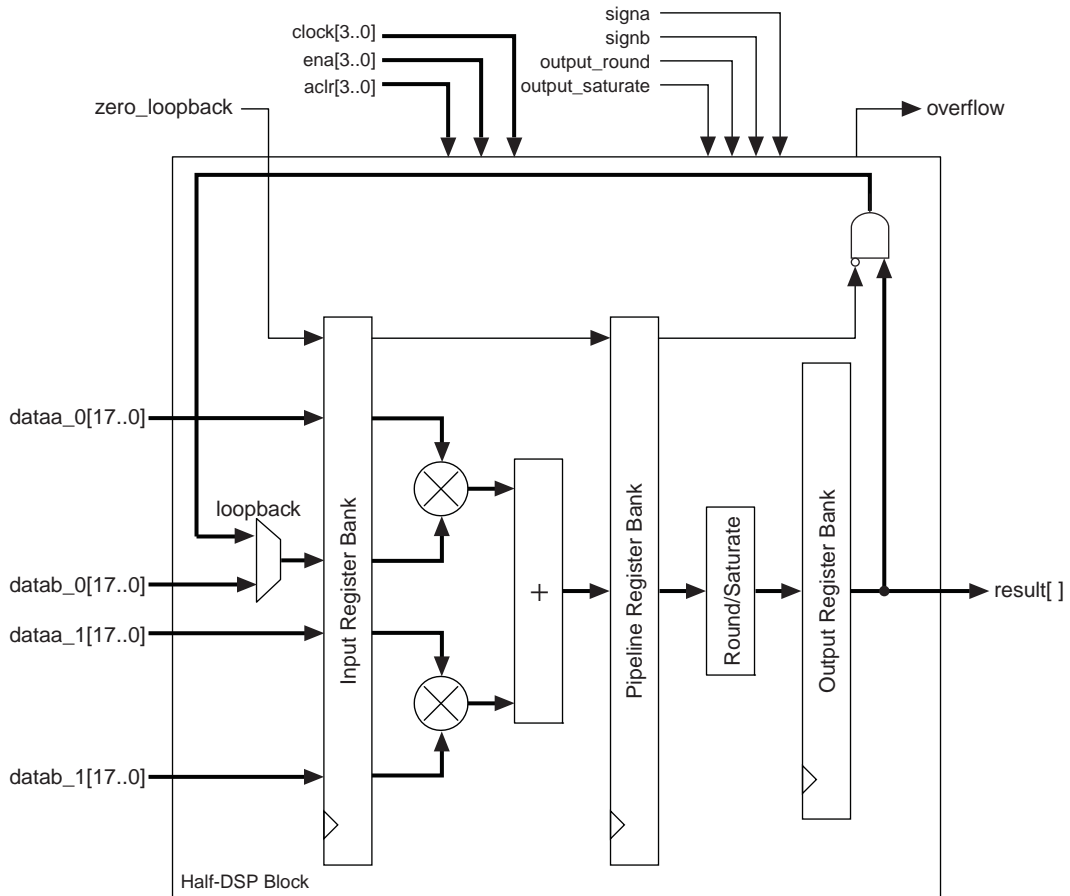 signa
signb
output_round
output_saturate
clock[3..0]
ena[3..0]
aclr[3..0]
zero_loopback
overflow
dataa_0[17..0]
loopback
datab_0[17..0]
dataa_1[17..0]
datab_1[17..0]
Input Register Bank
+
Pipeline Register Bank
Round/Saturate
Output Register Bank
result[ ]
Half-DSP Block